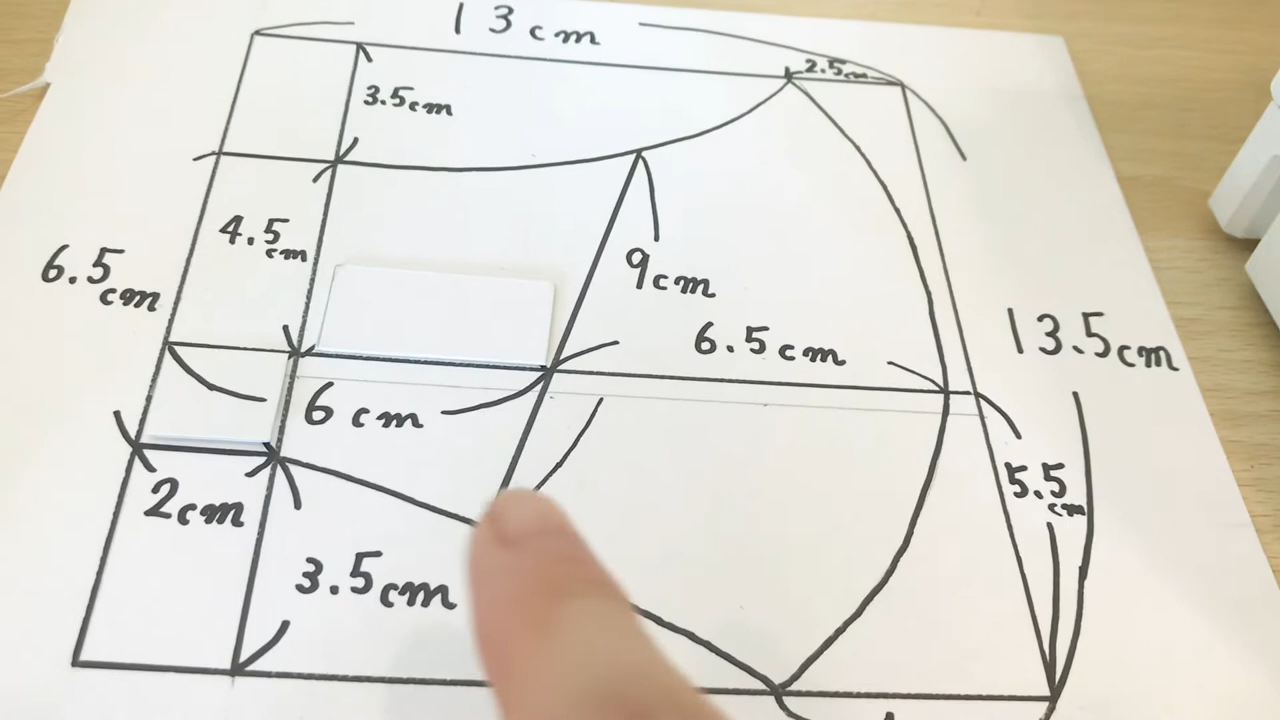 13cm
2.5cm
3.5cm
4.5cm
6.5cm
9cm
6.5cm
13.5cm
6cm
5.5cm
2cm
3.5cm